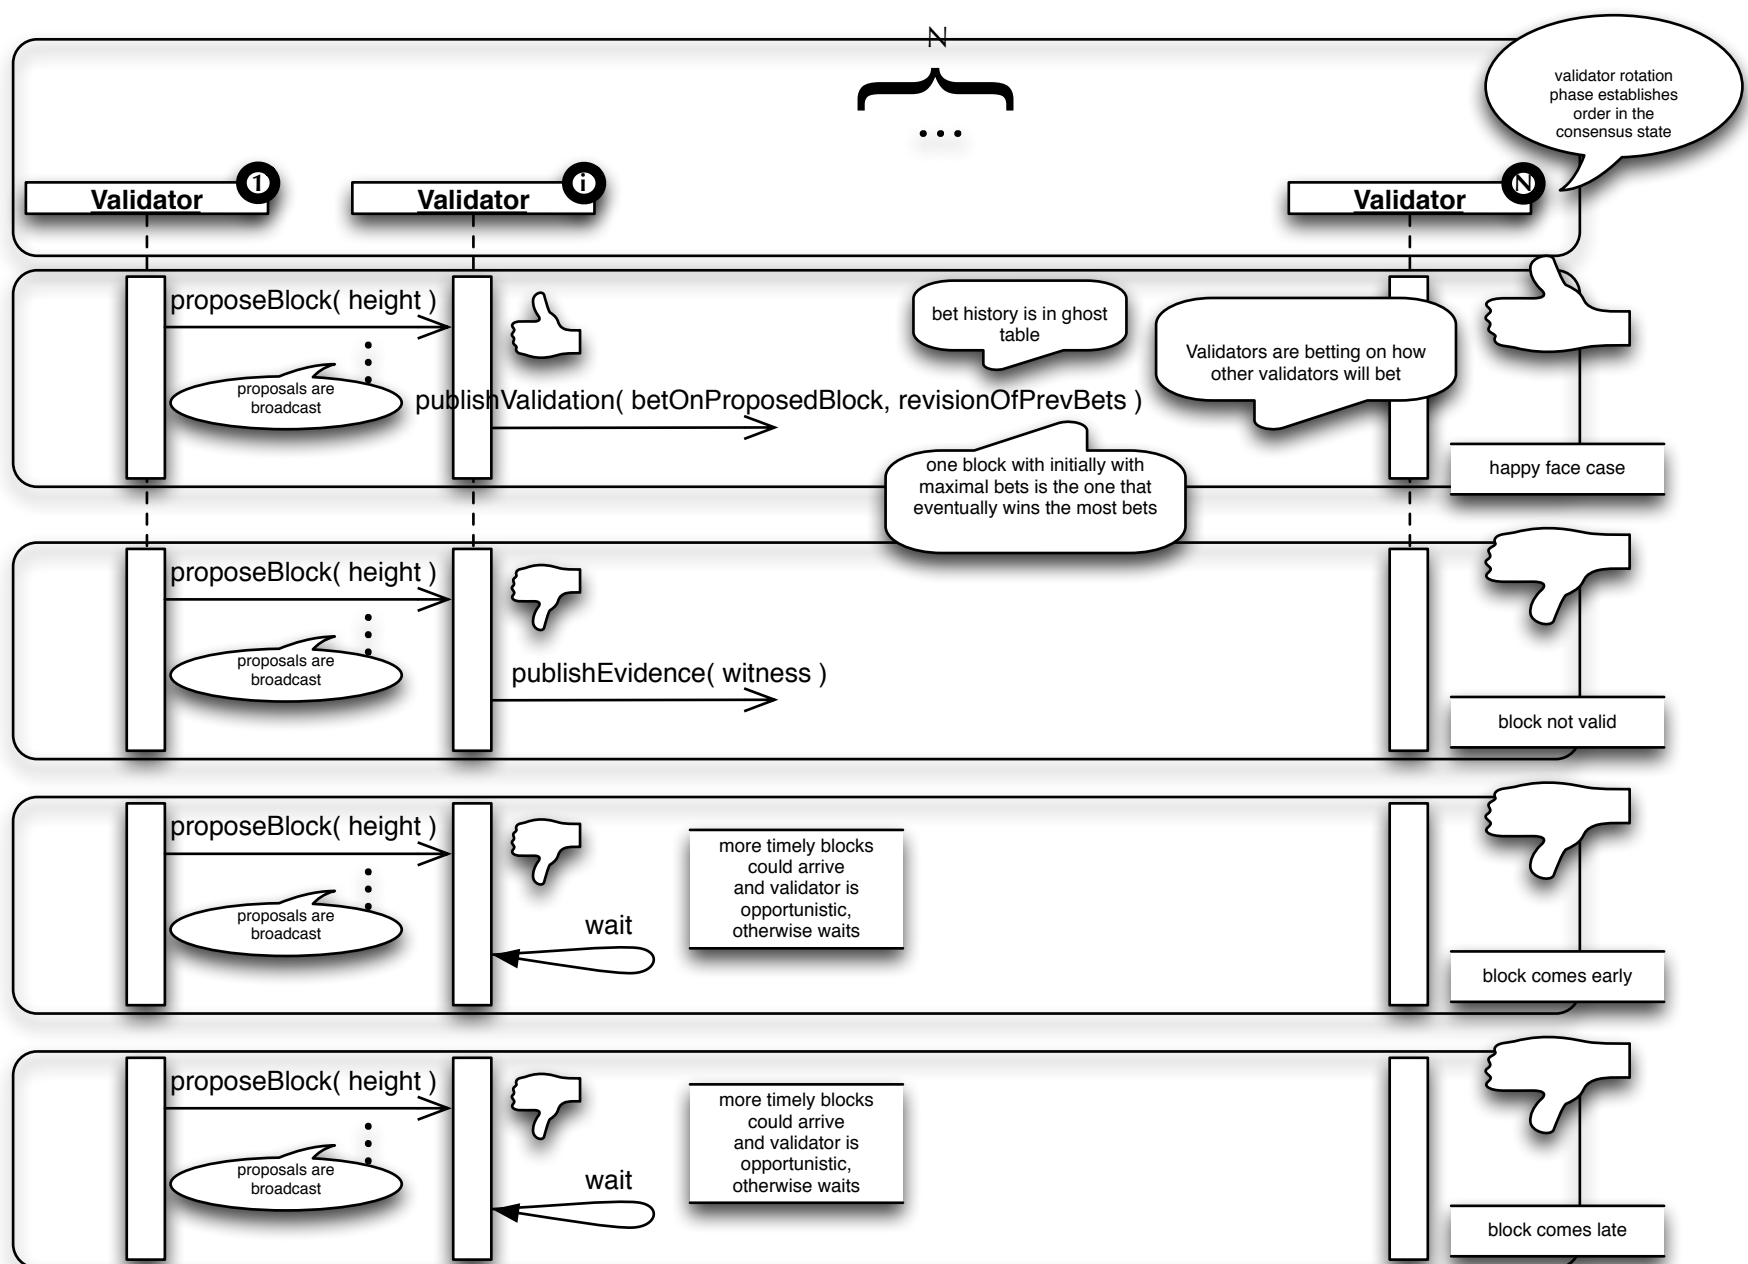 N
...
validator rotation
phase establishes
order in the
consensus state
Validator 1
Validator i
Validator N
proposeBlock( height )
proposals are
broadcast
bet history is in ghost
table
Validators are betting on how
other validators will bet
publishValidation( betOnProposedBlock, revisionOfPrevBets )
one block with initially with
maximal bets is the one that
eventually wins the most bets
happy face case
proposeBlock( height )
proposals are
broadcast
publishEvidence( witness )
block not valid
proposeBlock( height )
proposals are
broadcast
wait
more timely blocks
could arrive
and validator is
opportunistic,
otherwise waits
block comes early
proposeBlock( height )
proposals are
broadcast
wait
more timely blocks
could arrive
and validator is
opportunistic,
otherwise waits
block comes late